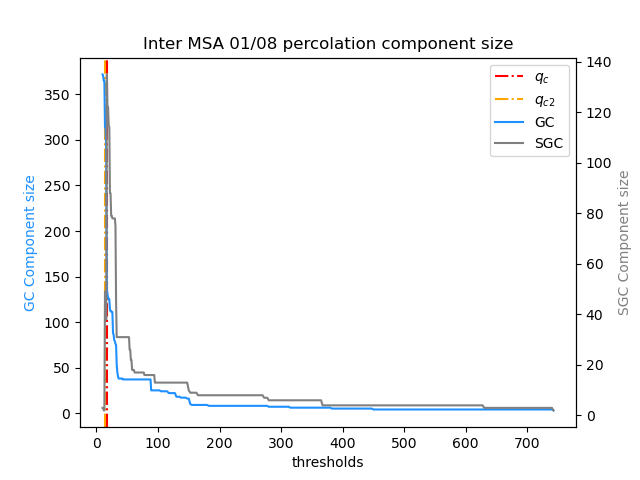 Inter MSA 01/08 percolation component size
GC Component size
350
300
250
200
150
100
50
0
140
120
100
80
60
40
20
0
SGC Component size
q_c
q_c2
GC
SGC
0 100 200 300 400 500 600 700
thresholds